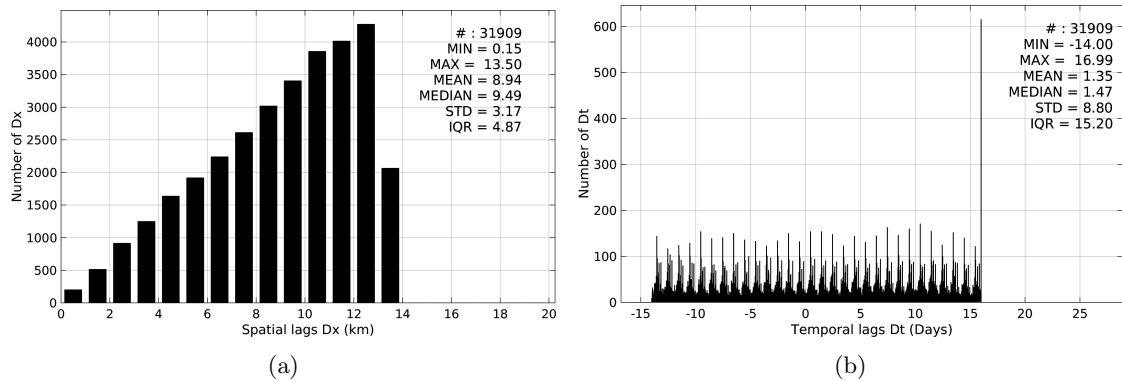 4000
3500
3000
2500
2000
1500
1000
500
0
Number of Dx
# : 31909
MIN = 0.15
MAX = 13.50
MEAN = 8.94
MEDIAN = 9.49
STD = 3.17
IQR = 4.87
0 2 4 6 8 10 12 14 16 18 20
Spatial lags Dx (km)
(a)
600
500
400
300
200
100
0
Number of Dt
# : 31909
MIN = -14.00
MAX = 16.99
MEAN = 1.35
MEDIAN = 1.47
STD = 8.80
IQR = 15.20
-15 -10 -5 0 5 10 15 20 25
Temporal lags Dt (Days)
(b)